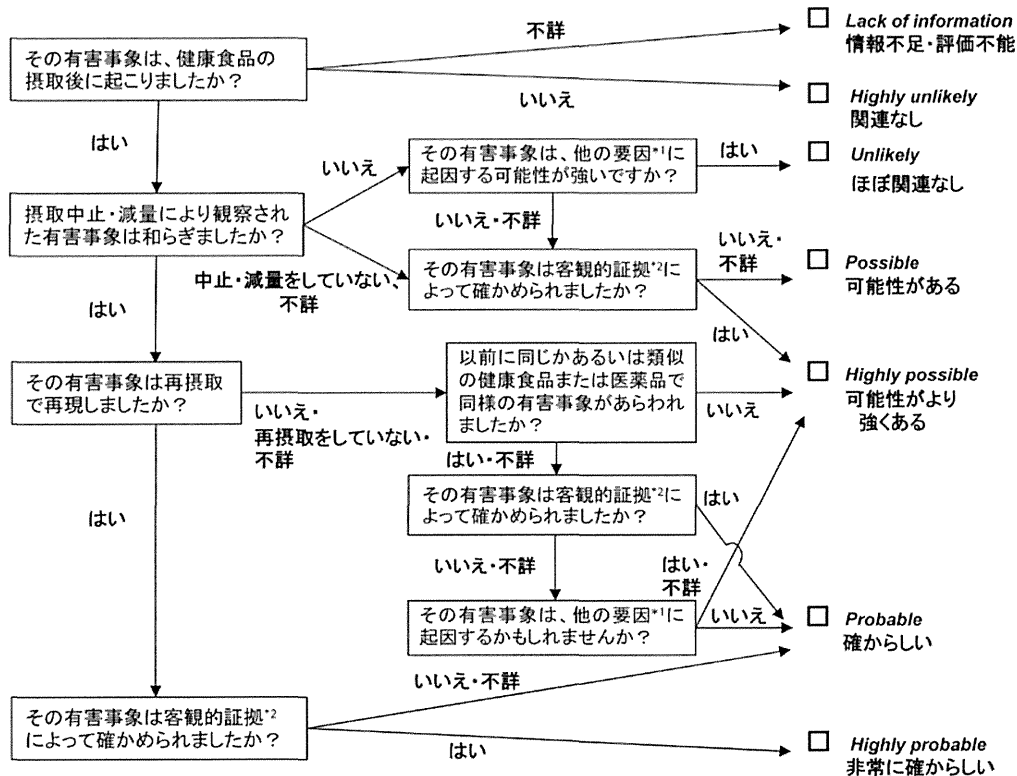 その有害事象は、健康食品の
摂取後に起こりましたか？
不詳
いいえ
はい
□ Lack of information
情報不足・評価不能
□ Highly unlikely
関連なし
摂取中止・減量により観察され
た有害事象は和らぎましたか？
いいえ
中止・減量をしていない、
不詳
はい
その有害事象は、他の要因*1に
起因する可能性が強いですか？
はい
いいえ・不詳
□ Unlikely
ほぼ関連なし
その有害事象は客観的証拠*2に
よって確かめられましたか？
いいえ・
不詳
はい
□ Possible
可能性がある
その有害事象は再摂取
で再現しましたか？
いいえ・
再摂取をしていない・
不詳
はい
以前に同じかあるいは類似
の健康食品または医薬品で
同様の有害事象があらわれ
ましたか？
いいえ
はい・不詳
□ Highly possible
可能性がより
強くある
その有害事象は客観的証拠*2に
よって確かめられましたか？
はい
いいえ・不詳
その有害事象は、他の要因*1に
起因するかもしれませんか？
はい・
不詳
いいえ
□ Probable
確からしい
その有害事象は客観的証拠*2
によって確かめられましたか？
いいえ・不詳
はい
□ Highly probable
非常に確からしい